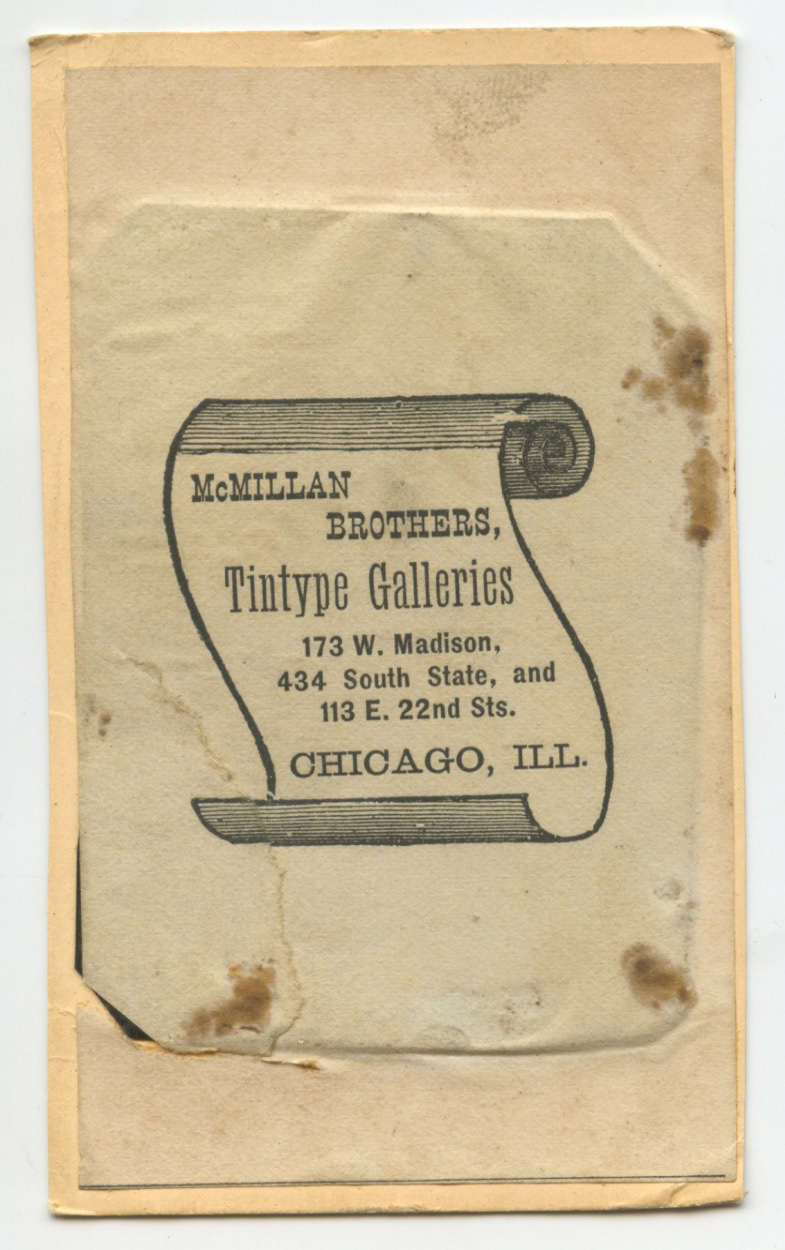 McMILLAN
BROTHERS,
Tintype Galleries
173 W. Madison,
434 South State, and
113 E. 22nd Sts.
CHICAGO, ILL.